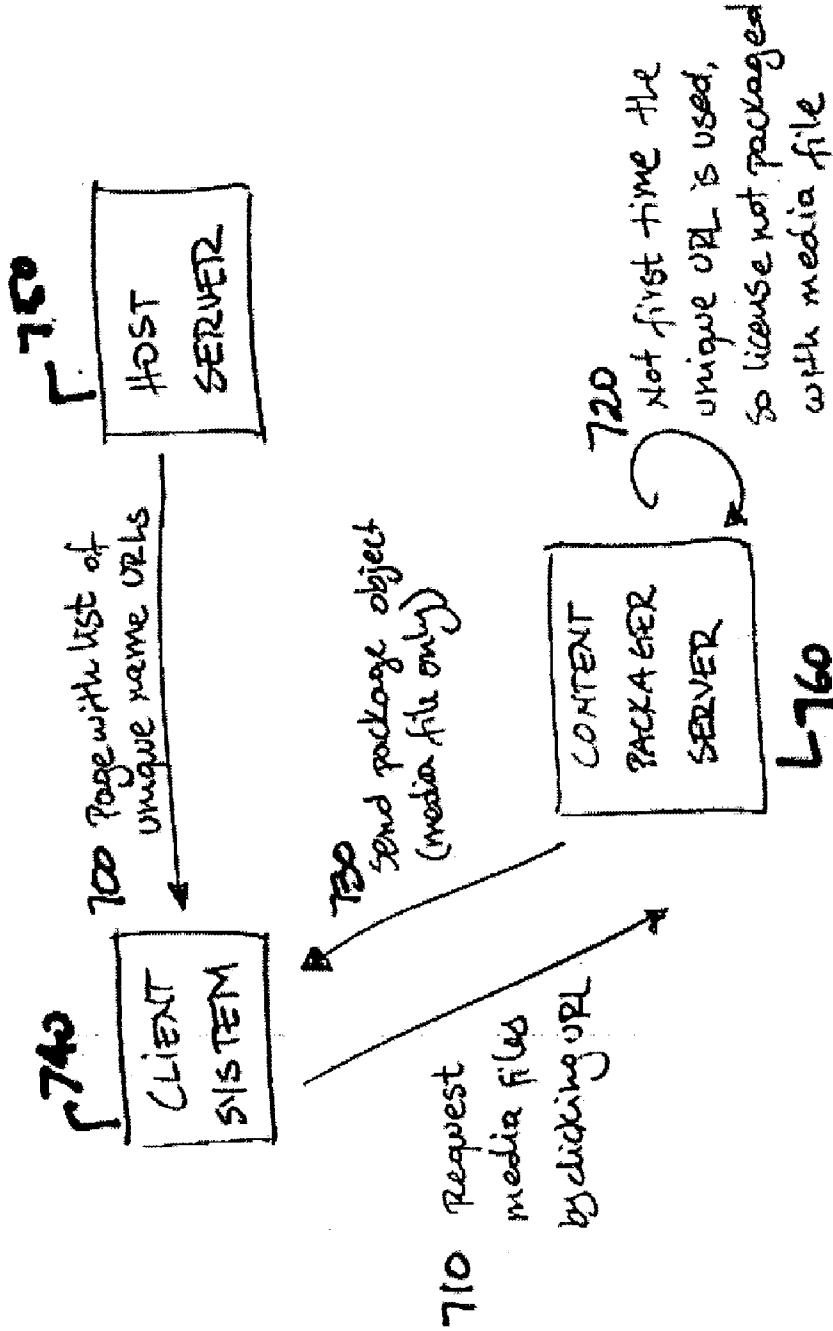 740
CLIENT
SYSTEM
700 Page with list of
unique name URLs
750
HOST
SERVER
710 Request
media files
by clicking URL
730
Send package object
(media file only)
CONTENT
PACKAGER
SERVER
760
720
Not first time the
unique URL is used,
so license not packaged
with media file